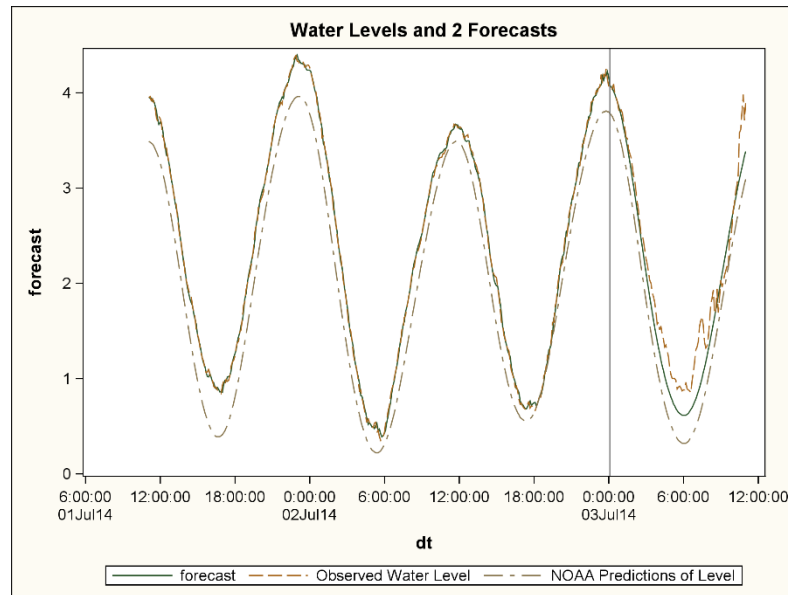 Water Levels and 2 Forecasts
forecast
4
3
2
1
0
6:00:00 12:00:00 18:00:00 0:00:00 6:00:00 12:00:00 18:00:00 0:00:00 6:00:00 12:00:00
01Jul14 02Jul14 03Jul14
dt
forecast Observed Water Level NOAA Predictions of Level